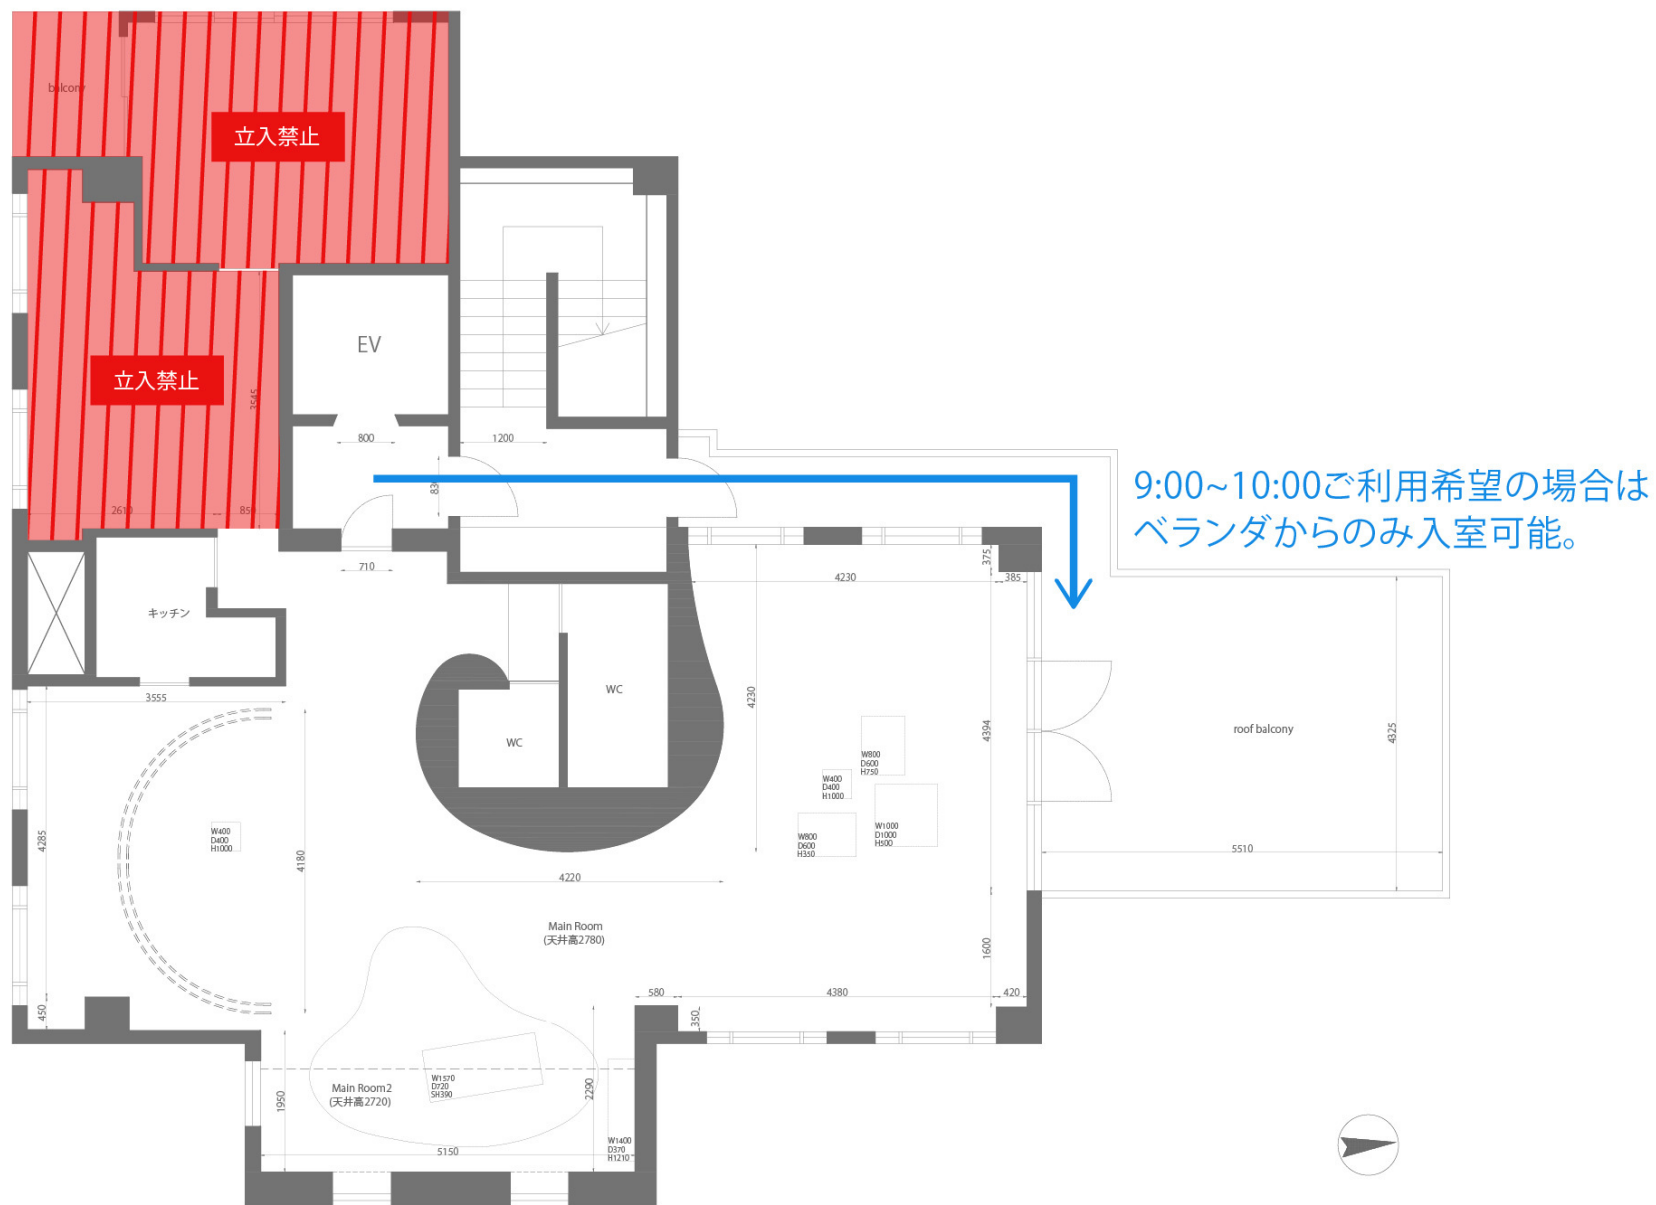 balcony
立入禁止
EV
立入禁止
3545
800
1200
830
9:00~10:00ご利用希望の場合は
ベランダからのみ入室可能。
2610
850
710
4230
375
385
キッチン
3555
WC
WC
4230
4394
roof balcony
4325
W800
D600
H750
W400
D400
H1000
W1000
D1000
H500
W800
D600
H350
W400
D400
H1000
4285
4180
4220
5510
Main Room
(天井高2780)
1600
580
4380
420
450
350
Main Room2
(天井高2720)
W1570
D720
SH390
1950
2290
W1400
D370
H1210
5150